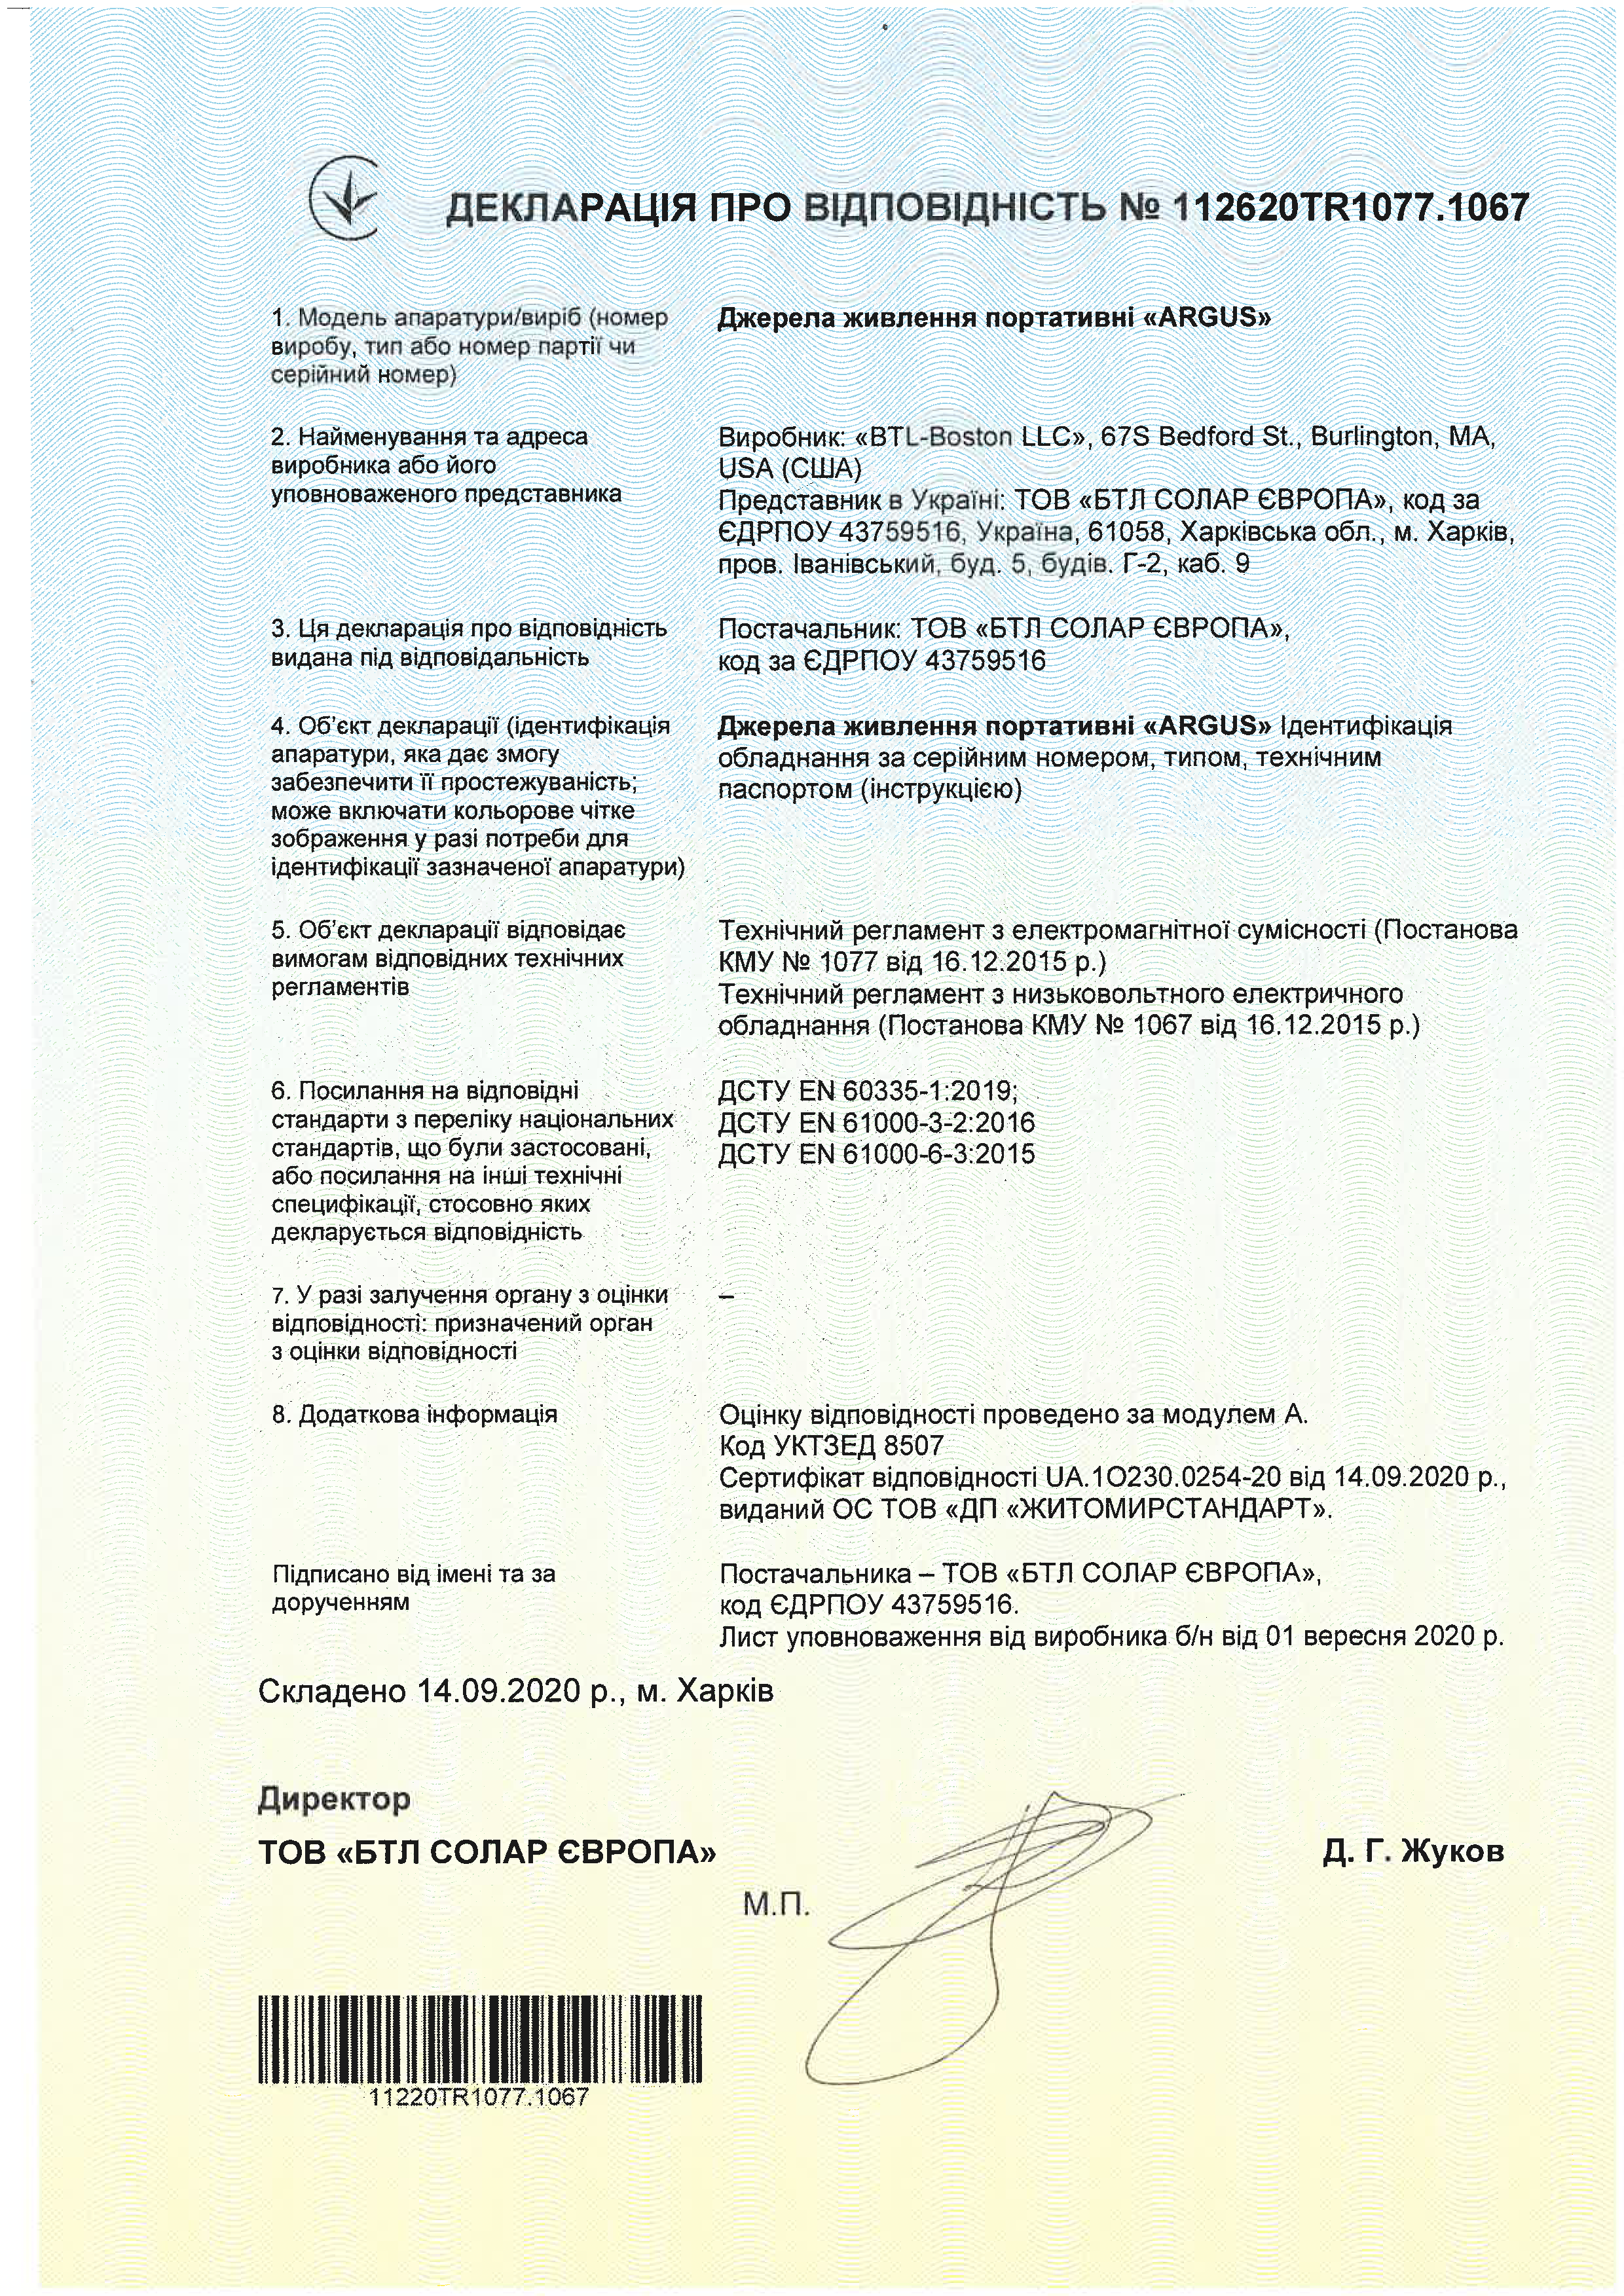 ДЕКЛАРАЦІЯ ПРО ВІДПОВІДНІСТЬ № 112620TR1077.1067
1. Модель апаратури/виріб (номер
виробу, тип або номер партії чи
серійний номер)
Джерела живлення портативні «ARGUS»
2. Найменування та адреса
виробника або його
уповноваженого представника
Виробник: «BTL-Boston LLC», 67S Bedford St., Burlington, MA,
USA (США)
Представник в Україні: ТОВ «БТЛ СОЛАР ЄВРОПА», код за
ЄДРПОУ 43759516, Україна, 61058, Харківська обл., м. Харків,
пров. Іванівський, буд. 5, будів. Г-2, каб. 9
3. Ця декларація про відповідність
видана під відповідальність
Постачальник: ТОВ «БТЛ СОЛАР ЄВРОПА»,
код за ЄДРПОУ 43759516
4. Об’єкт декларації (ідентифікація
апаратури, яка дає змогу
забезпечити її простежуваність;
може включати кольорове чітке
зображення у разі потреби для
ідентифікації зазначеної апаратури)
Джерела живлення портативні «ARGUS» Ідентифікація
обладнання за серійним номером, типом, технічним
паспортом (інструкцією)
5. Об’єкт декларації відповідає
вимогам відповідних технічних
регламентів
Технічний регламент з електромагнітної сумісності (Постанова
КМУ № 1077 від 16.12.2015 р.)
Технічний регламент з низьковольтного електричного
обладнання (Постанова КМУ № 1067 від 16.12.2015 р.)
6. Посилання на відповідні
стандарти з переліку національних
стандартів, що були застосовані,
або посилання на інші технічні
специфікації, стосовно яких
декларується відповідність
ДСТУ EN 60335-1:2019;
ДСТУ EN 61000-3-2:2016
ДСТУ EN 61000-6-3:2015
7. У разі залучення органу з оцінки
відповідності: призначений орган
з оцінки відповідності
–
8. Додаткова інформація
Оцінку відповідності проведено за модулем А.
Код УКТЗЕД 8507
Сертифікат відповідності UA.1O230.0254-20 від 14.09.2020 р.,
виданий ОС ТОВ «ДП «ЖИТОМИРСТАНДАРТ».
Підписано від імені та за
дорученням
Постачальника – ТОВ «БТЛ СОЛАР ЄВРОПА»,
код ЄДРПОУ 43759516.
Лист уповноваження від виробника б/н від 01 вересня 2020 р.
Складено 14.09.2020 р., м. Харків
Директор
ТОВ «БТЛ СОЛАР ЄВРОПА»
Д. Г. Жуков
М.П.
11220TR1077.1067